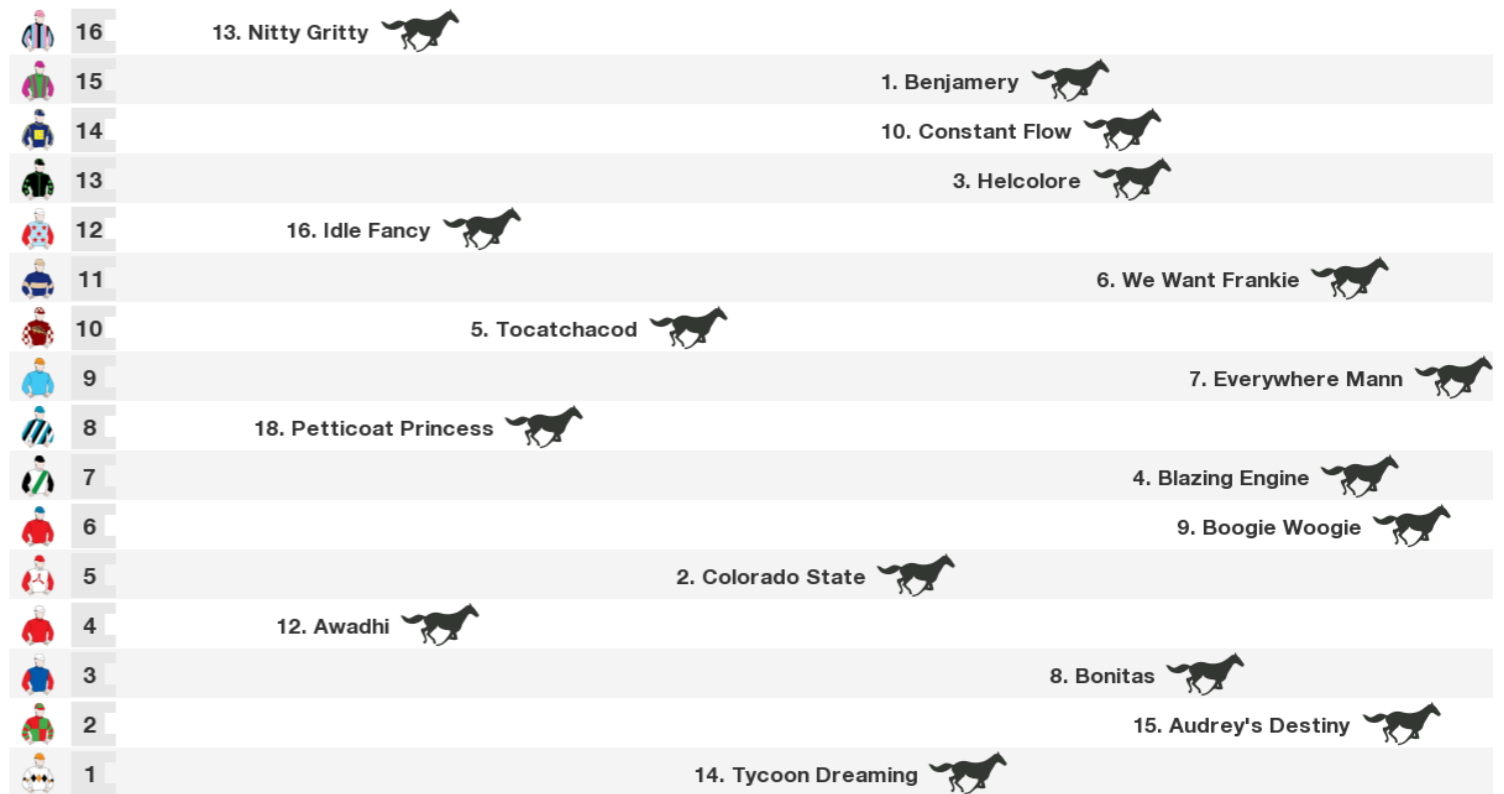 16 13. Nitty Gritty
15 1. Benjamery
14 10. Constant Flow
13 3. Helcolore
12 16. Idle Fancy
11 6. We Want Frankie
10 5. Tocatchacod
9 7. Everywhere Mann
8 18. Petticoat Princess
7 4. Blazing Engine
6 9. Boogie Woogie
5 2. Colorado State
4 12. Awadhi
3 8. Bonitas
2 15. Audrey's Destiny
1 14. Tycoon Dreaming